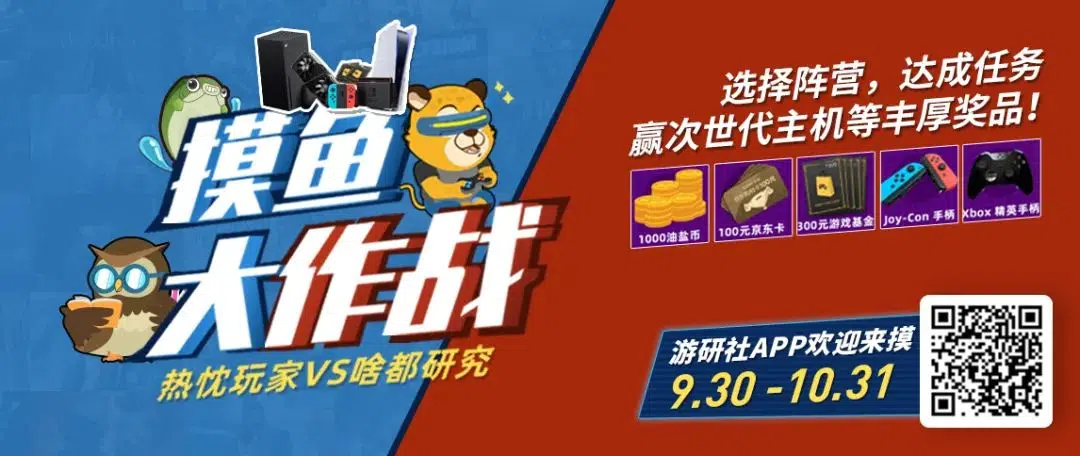 摸鱼
大作战
热忱玩家VS啥都研究
选择阵营，达成任务
赢次世代主机等丰厚奖品！
1000油盐币
100元京东卡
300元游戏基金
Joy-Con 手柄
Xbox 精英手柄
游研社APP欢迎来摸
9.30 -10.31